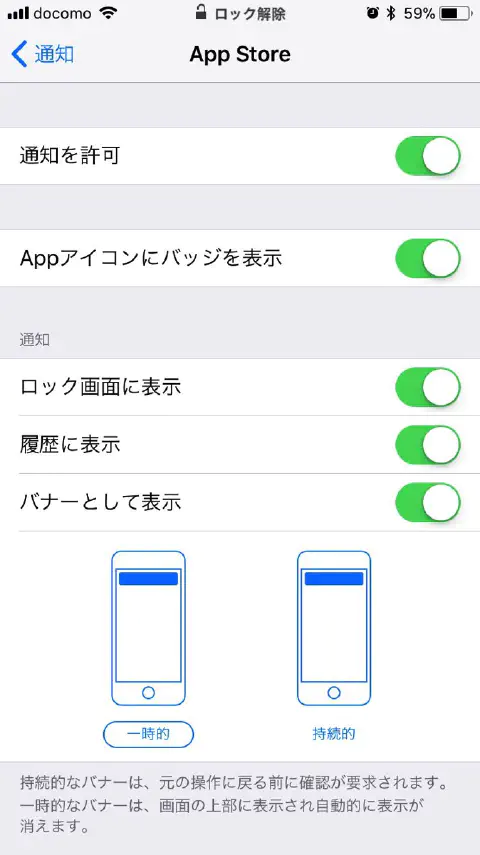 docomo ロック解除 59%
通知 App Store
通知を許可
Appアイコンにバッジを表示
通知
ロック画面に表示
履歴に表示
バナーとして表示
一時的 持続的
持続的なバナーは、元の操作に戻る前に確認が要求されます。
一時的なバナーは、画面の上部に表示され自動的に表示が
消えます。